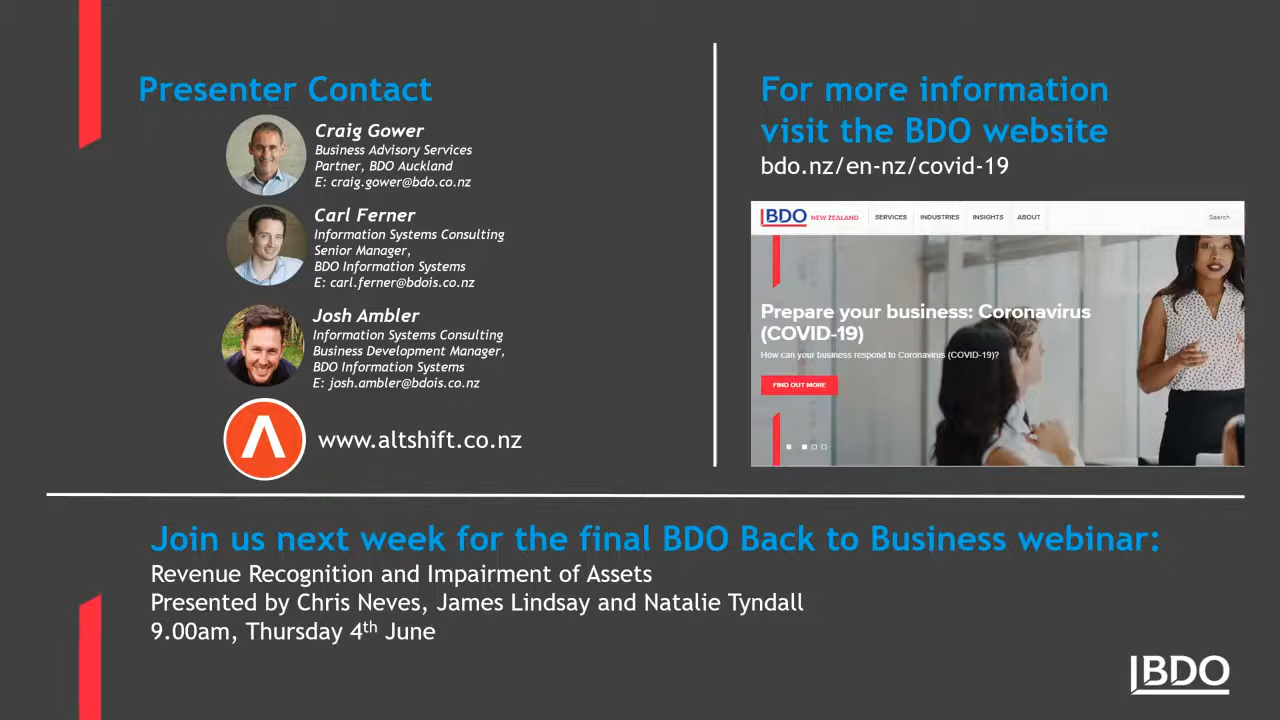 Presenter Contact
Craig Gower
Business Advisory Services
Partner, BDO Auckland
E: craig.gower@bdo.co.nz
Carl Ferner
Information Systems Consulting
Senior Manager,
BDO Information Systems
E: carl.ferner@bdois.co.nz
Josh Ambler
Information Systems Consulting
Business Development Manager,
BDO Information Systems
E: josh.ambler@bdois.co.nz
www.altshift.co.nz
For more information
visit the BDO website
bdo.nz/en-nz/covid-19
BDO NEW ZEALAND SERVICES INDUSTRIES INSIGHTS ABOUT Search
Prepare your business: Coronavirus
(COVID-19)
How can your business respond to Coronavirus (COVID-19)?
FIND OUT MORE
Join us next week for the final BDO Back to Business webinar:
Revenue Recognition and Impairment of Assets
Presented by Chris Neves, James Lindsay and Natalie Tyndall
9.00am, Thursday 4th June
BDO